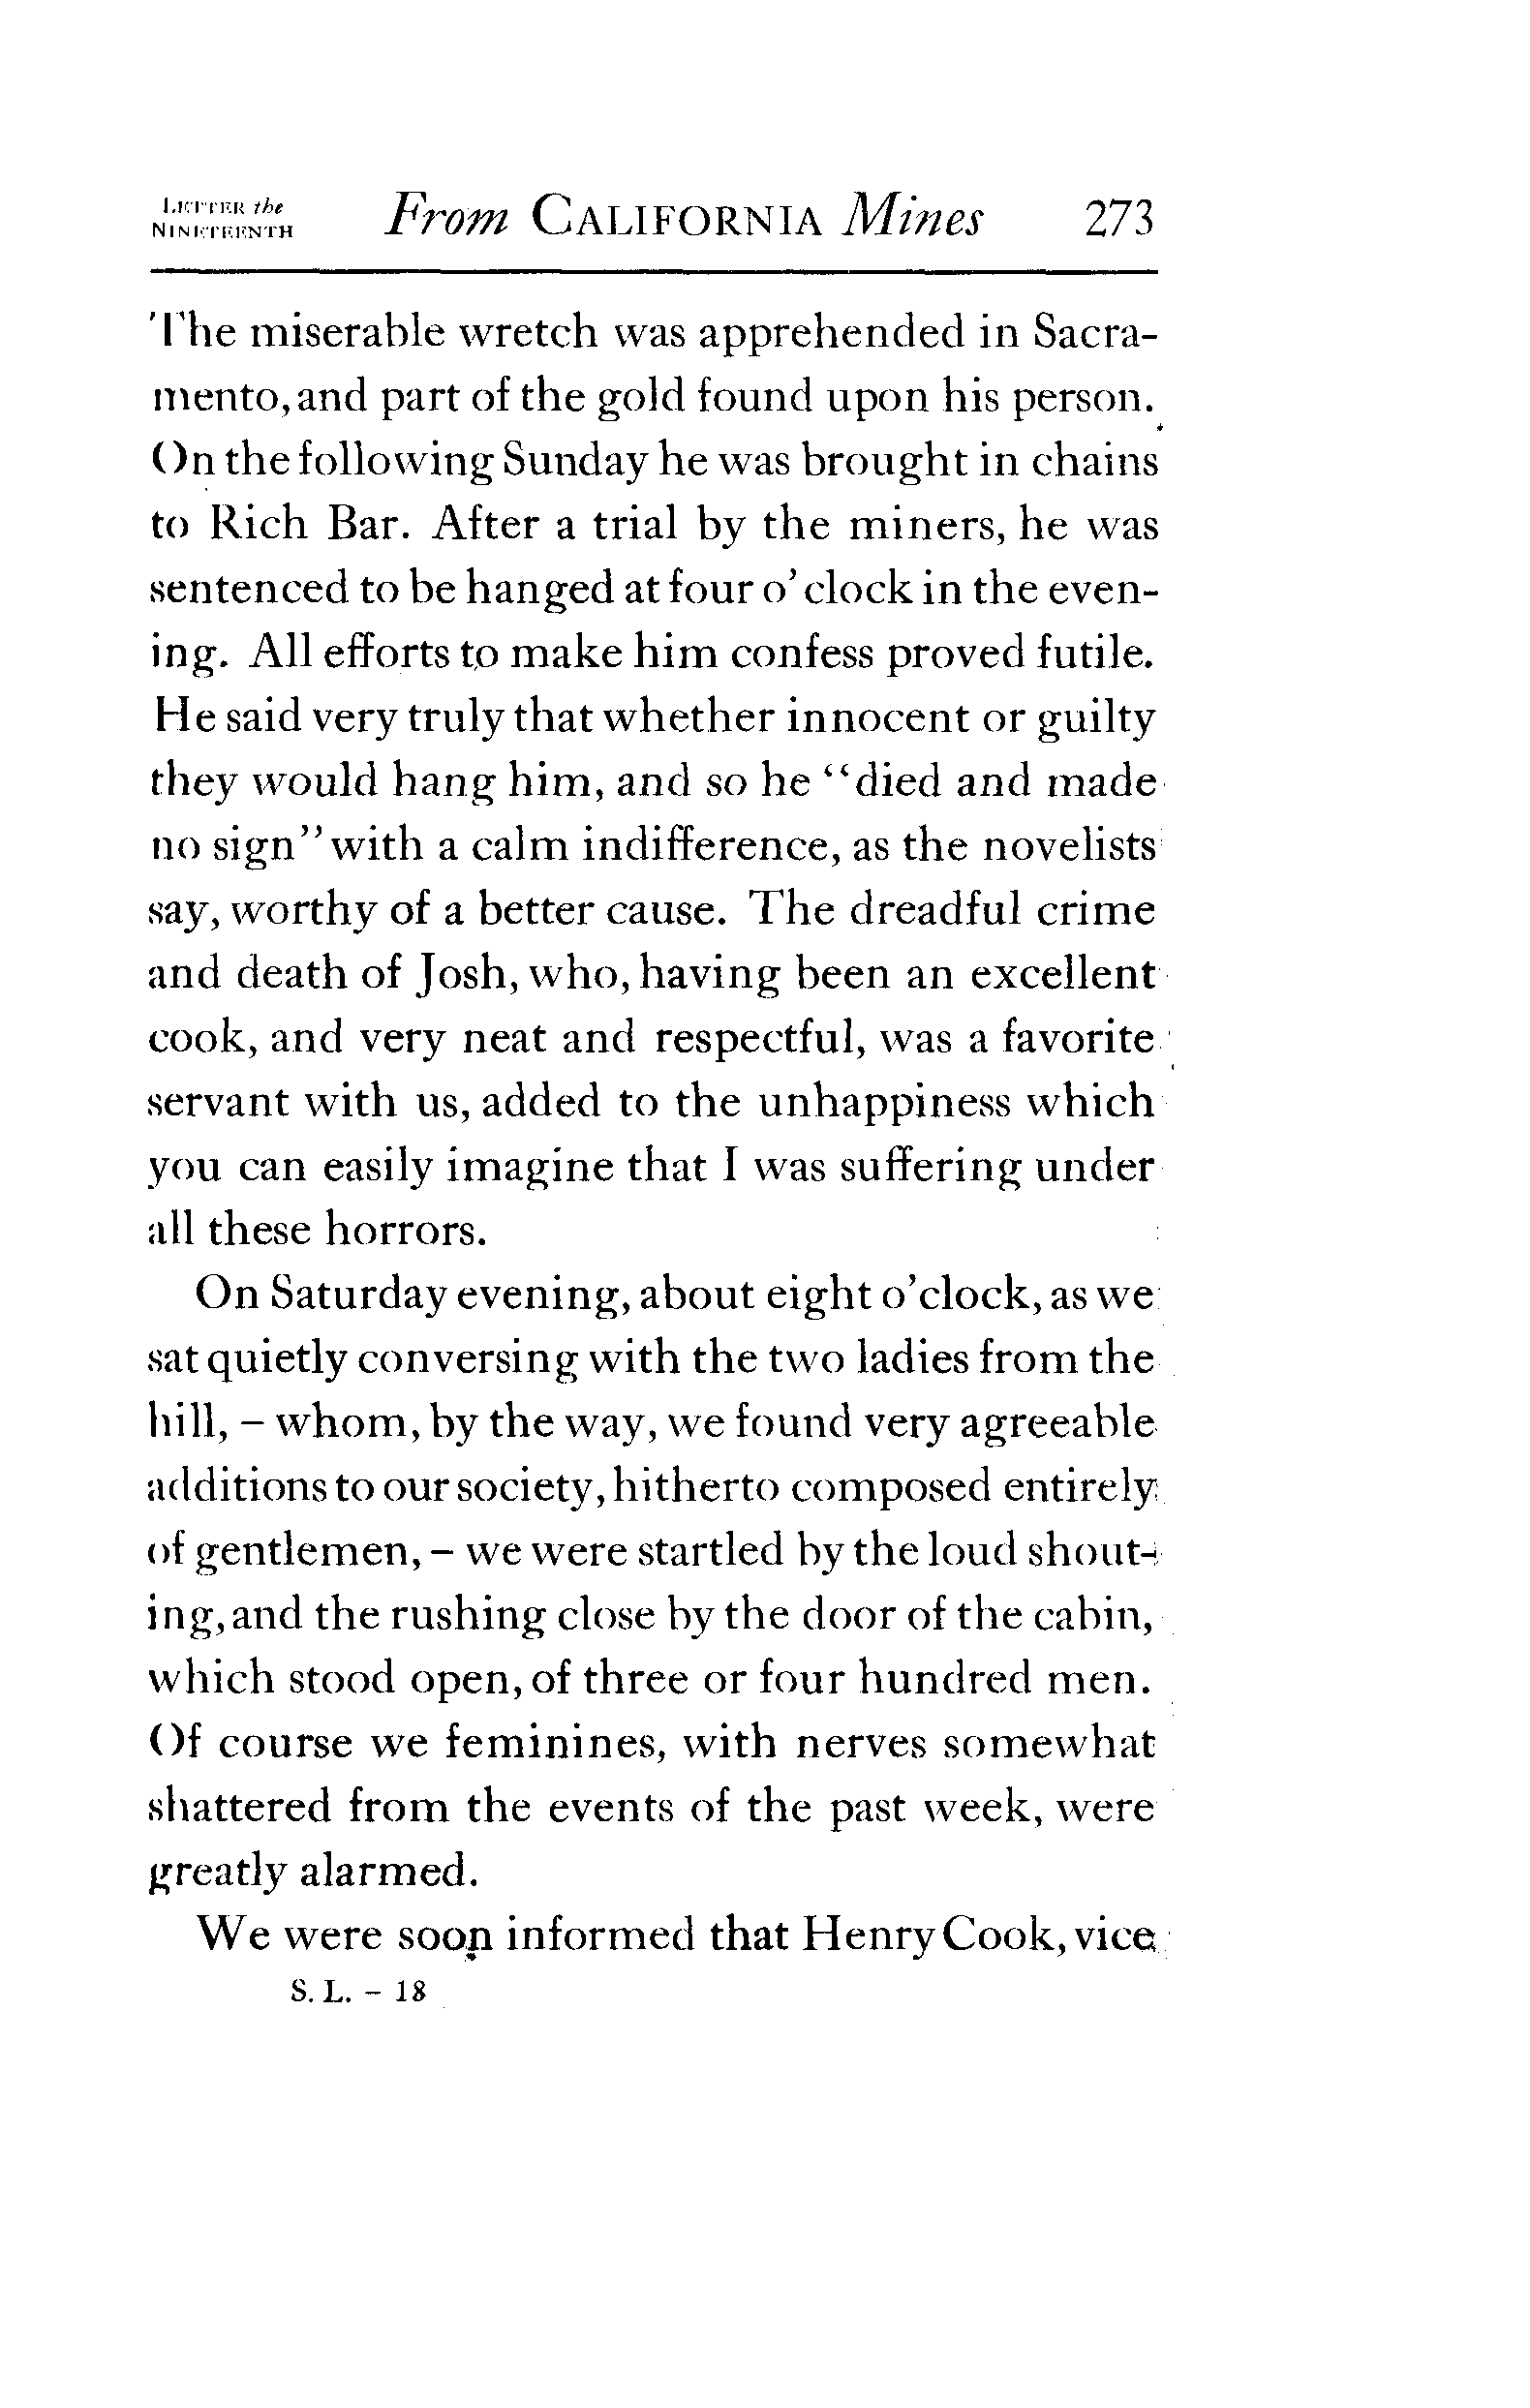 LETTER the
NINETEENTH
From CALIFORNIA Mines 273
The miserable wretch was apprehended in Sacra-
mento, and part of the gold found upon his person.
On the following Sunday he was brought in chains
to Rich Bar. After a trial by the miners, he was
sentenced to be hanged at four o'clock in the even-
ing. All efforts to make him confess proved futile.
He said very truly that whether innocent or guilty
they would hang him, and so he "died and made
no sign" with a calm indifference, as the novelists
say, worthy of a better cause. The dreadful crime
and death of Josh, who, having been an excellent
cook, and very neat and respectful, was a favorite
servant with us, added to the unhappiness which
you can easily imagine that I was suffering under
all these horrors.
On Saturday evening, about eight o'clock, as we
sat quietly conversing with the two ladies from the
hill, – whom, by the way, we found very agreeable
additions to our society, hitherto composed entirely
of gentlemen, – we were startled by the loud shout-
ing, and the rushing close by the door of the cabin,
which stood open, of three or four hundred men.
Of course we feminines, with nerves somewhat
shattered from the events of the past week, were
greatly alarmed.
We were soon informed that Henry Cook, vice
S. L. – 18